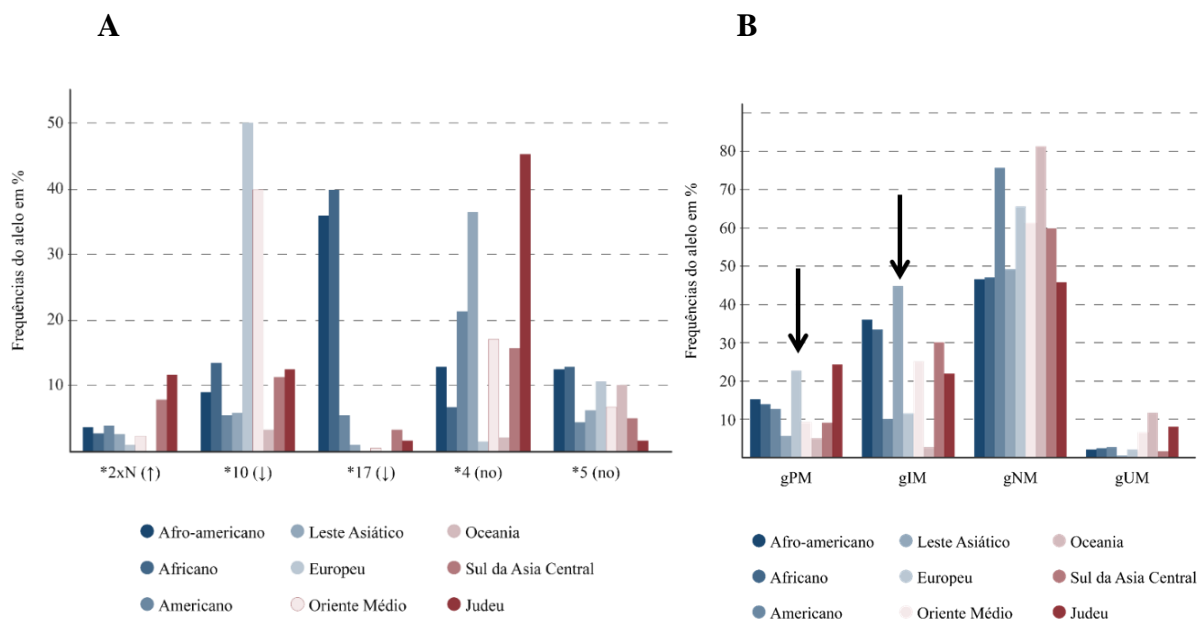 A
B
Frequências do alelo em %
50
40
30
20
10
*2xN (↑)
*10 (↓)
*17 (↓)
*4 (no)
*5 (no)
Afro-americano
Leste Asiático
Oceania
Africano
Europeu
Sul da Asia Central
Americano
Oriente Médio
Judeu
Frequências do alelo em %
80
70
60
50
40
30
20
10
gPM
gIM
gNM
gUM
Afro-americano
Leste Asiático
Oceania
Africano
Europeu
Sul da Asia Central
Americano
Oriente Médio
Judeu